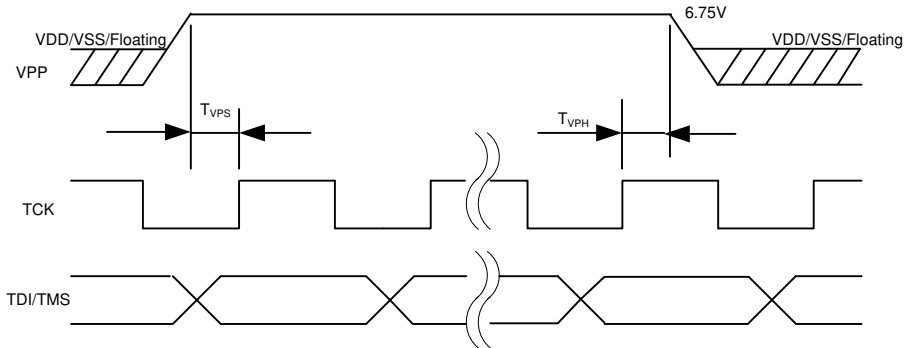 6.75V
VDD/VSS/Floating
VDD/VSS/Floating
VPP
TVPS
TVPH
TCK
TDI/TMS